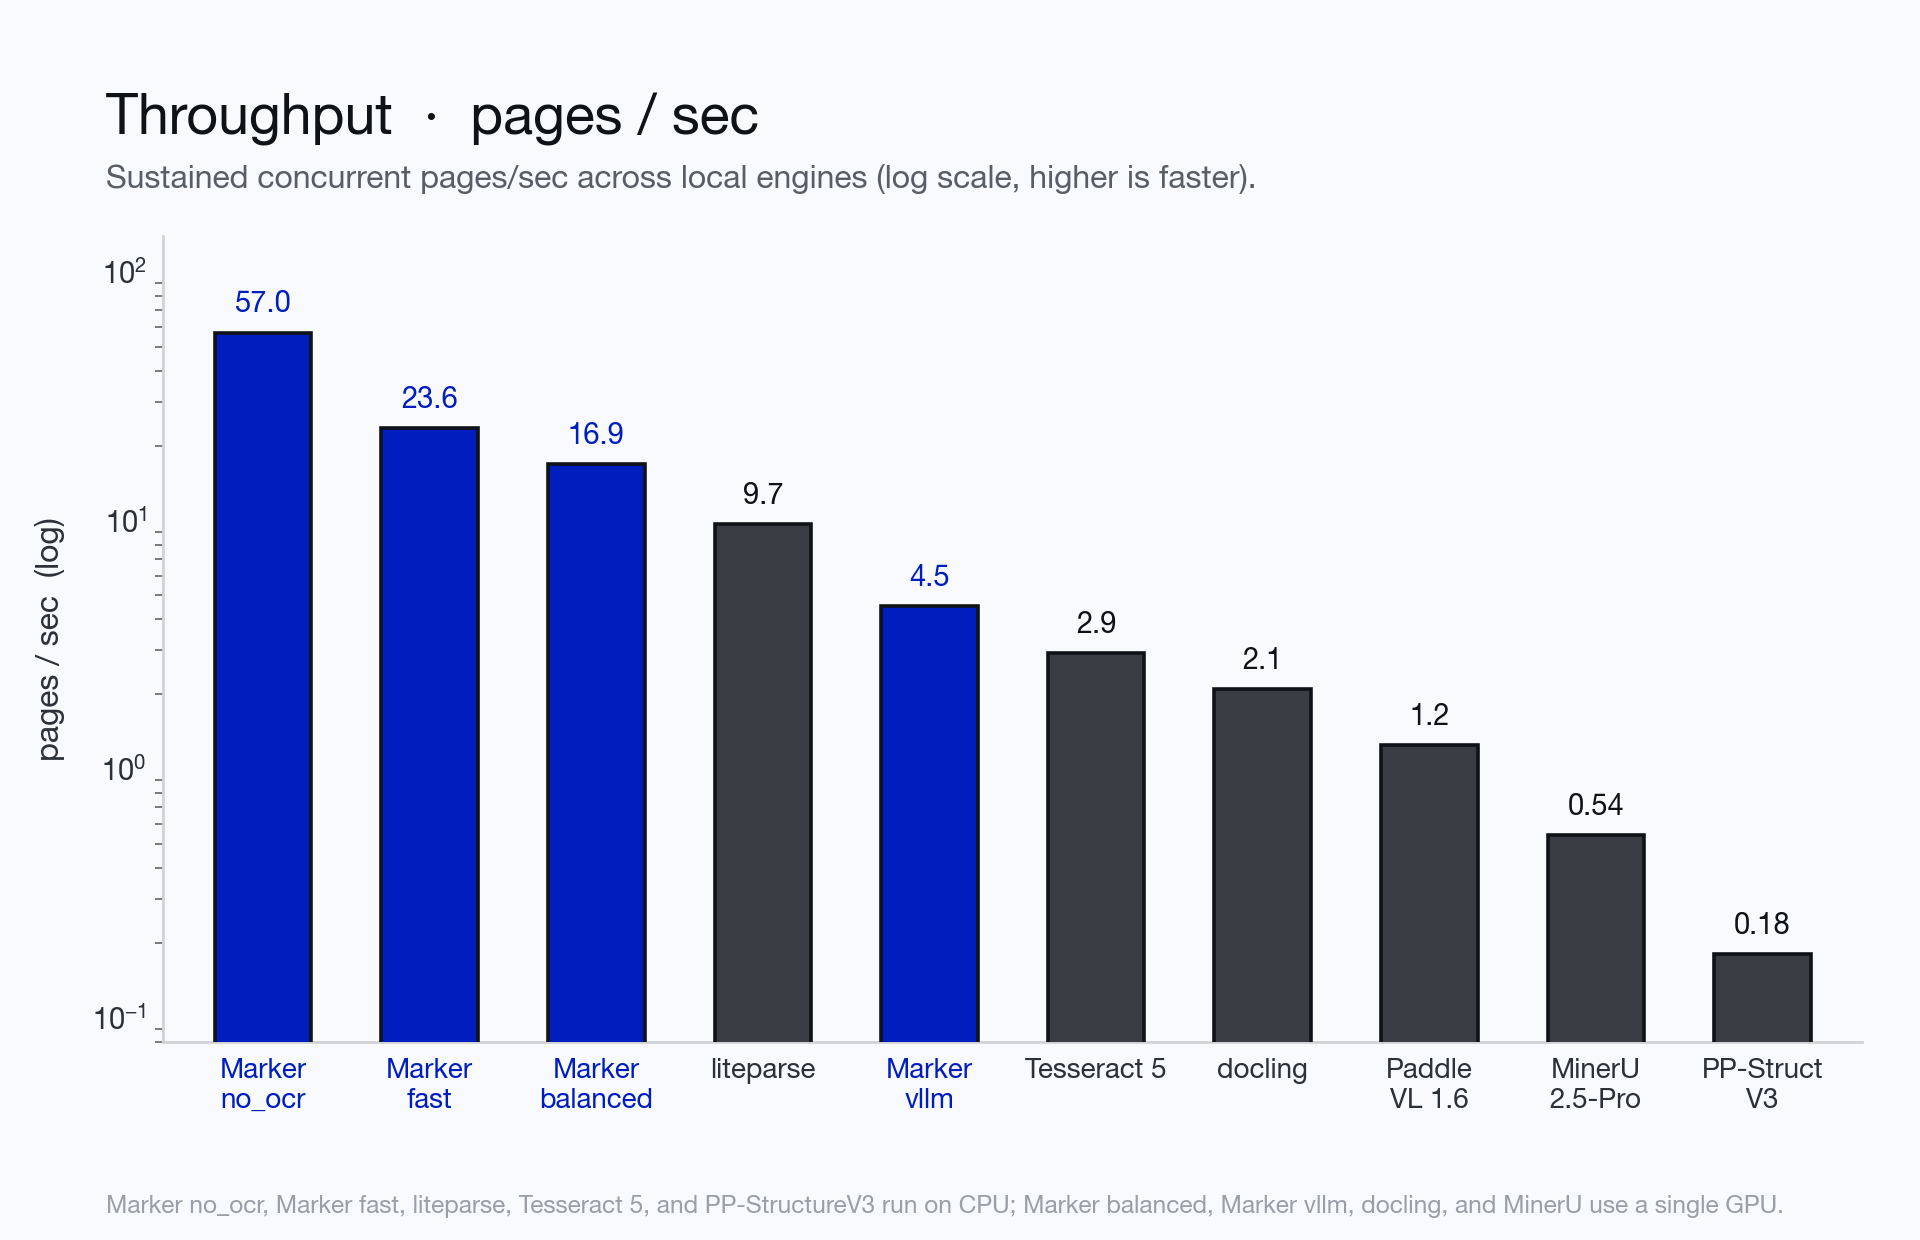 Throughput · pages / sec
Sustained concurrent pages/sec across local engines (log scale, higher is faster).
pages / sec (log)
10²
10¹
10⁰
10⁻¹
57.0
23.6
16.9
9.7
4.5
2.9
2.1
1.2
0.54
0.18
Marker
no_ocr
Marker
fast
Marker
balanced
liteparse
Marker
vllm
Tesseract 5
docling
Paddle
VL 1.6
MinerU
2.5-Pro
PP-Struct
V3
Marker no_ocr, Marker fast, liteparse, Tesseract 5, and PP-StructureV3 run on CPU; Marker balanced, Marker vllm, docling, and MinerU use a single GPU.